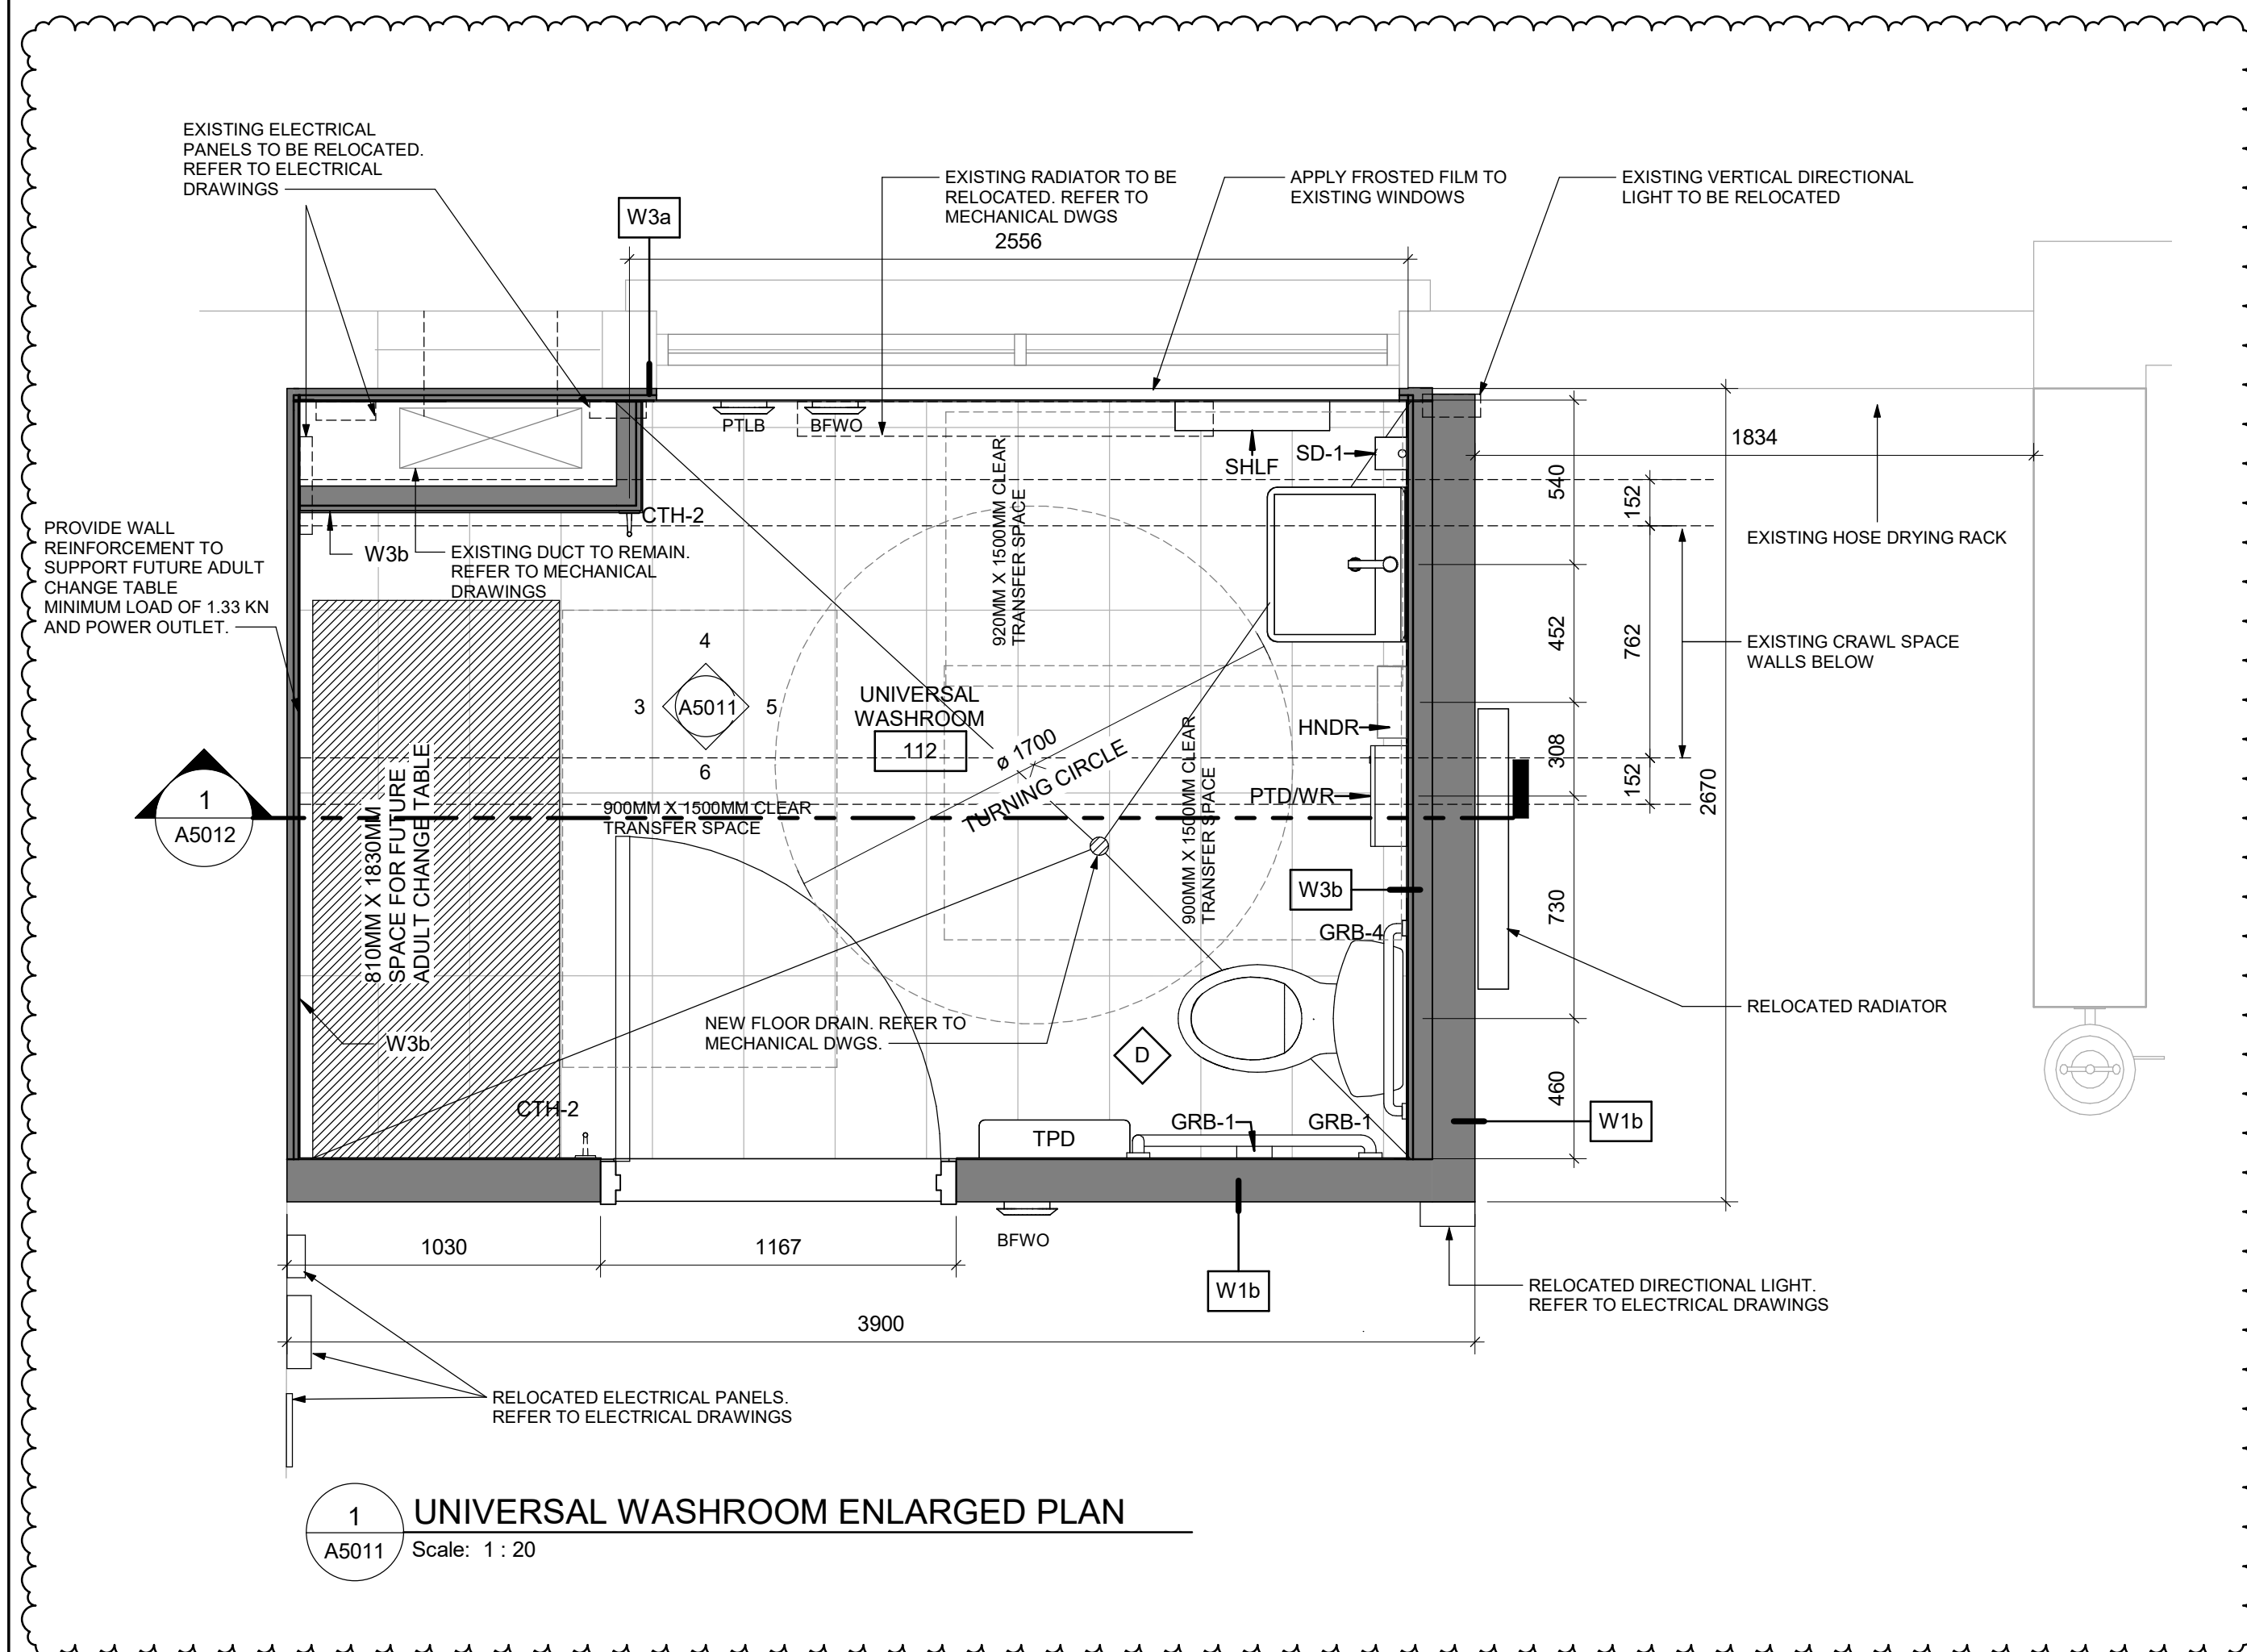 EXISTING ELECTRICAL
PANELS TO BE RELOCATED.
REFER TO ELECTRICAL
DRAWINGS
W3a
EXISTING RADIATOR TO BE
RELOCATED. REFER TO
MECHANICAL DWGS
2556
APPLY FROSTED FILM TO
EXISTING WINDOWS
EXISTING VERTICAL DIRECTIONAL
LIGHT TO BE RELOCATED
PTLB
BFWO
SHLF
SD-1
1834
540
152
EXISTING HOSE DRYING RACK
CTH-2
W3b
EXISTING DUCT TO REMAIN.
REFER TO MECHANICAL
DRAWINGS
PROVIDE WALL
REINFORCEMENT TO
SUPPORT FUTURE ADULT
CHANGE TABLE
MINIMUM LOAD OF 1.33 KN
AND POWER OUTLET.
920MM X 1500MM CLEAR
TRANSFER SPACE
452
762
EXISTING CRAWL SPACE
WALLS BELOW
4
3
A5011
5
6
UNIVERSAL
WASHROOM
112
HNDR
308
152
2670
ø 1700
TURNING CIRCLE
900MM X 1500MM CLEAR
TRANSFER SPACE
PTD/WR
900MM X 1500MM CLEAR
TRANSFER SPACE
1
A5012
810MM X 1830MM
SPACE FOR FUTURE
ADULT CHANGE TABLE
W3b
GRB-4
730
RELOCATED RADIATOR
NEW FLOOR DRAIN. REFER TO
MECHANICAL DWGS.
W3b
D
460
CTH-2
TPD
GRB-1
GRB-1
W1b
1030
1167
BFWO
W1b
RELOCATED DIRECTIONAL LIGHT.
REFER TO ELECTRICAL DRAWINGS
3900
RELOCATED ELECTRICAL PANELS.
REFER TO ELECTRICAL DRAWINGS
1
A5011
UNIVERSAL WASHROOM ENLARGED PLAN
Scale: 1 : 20